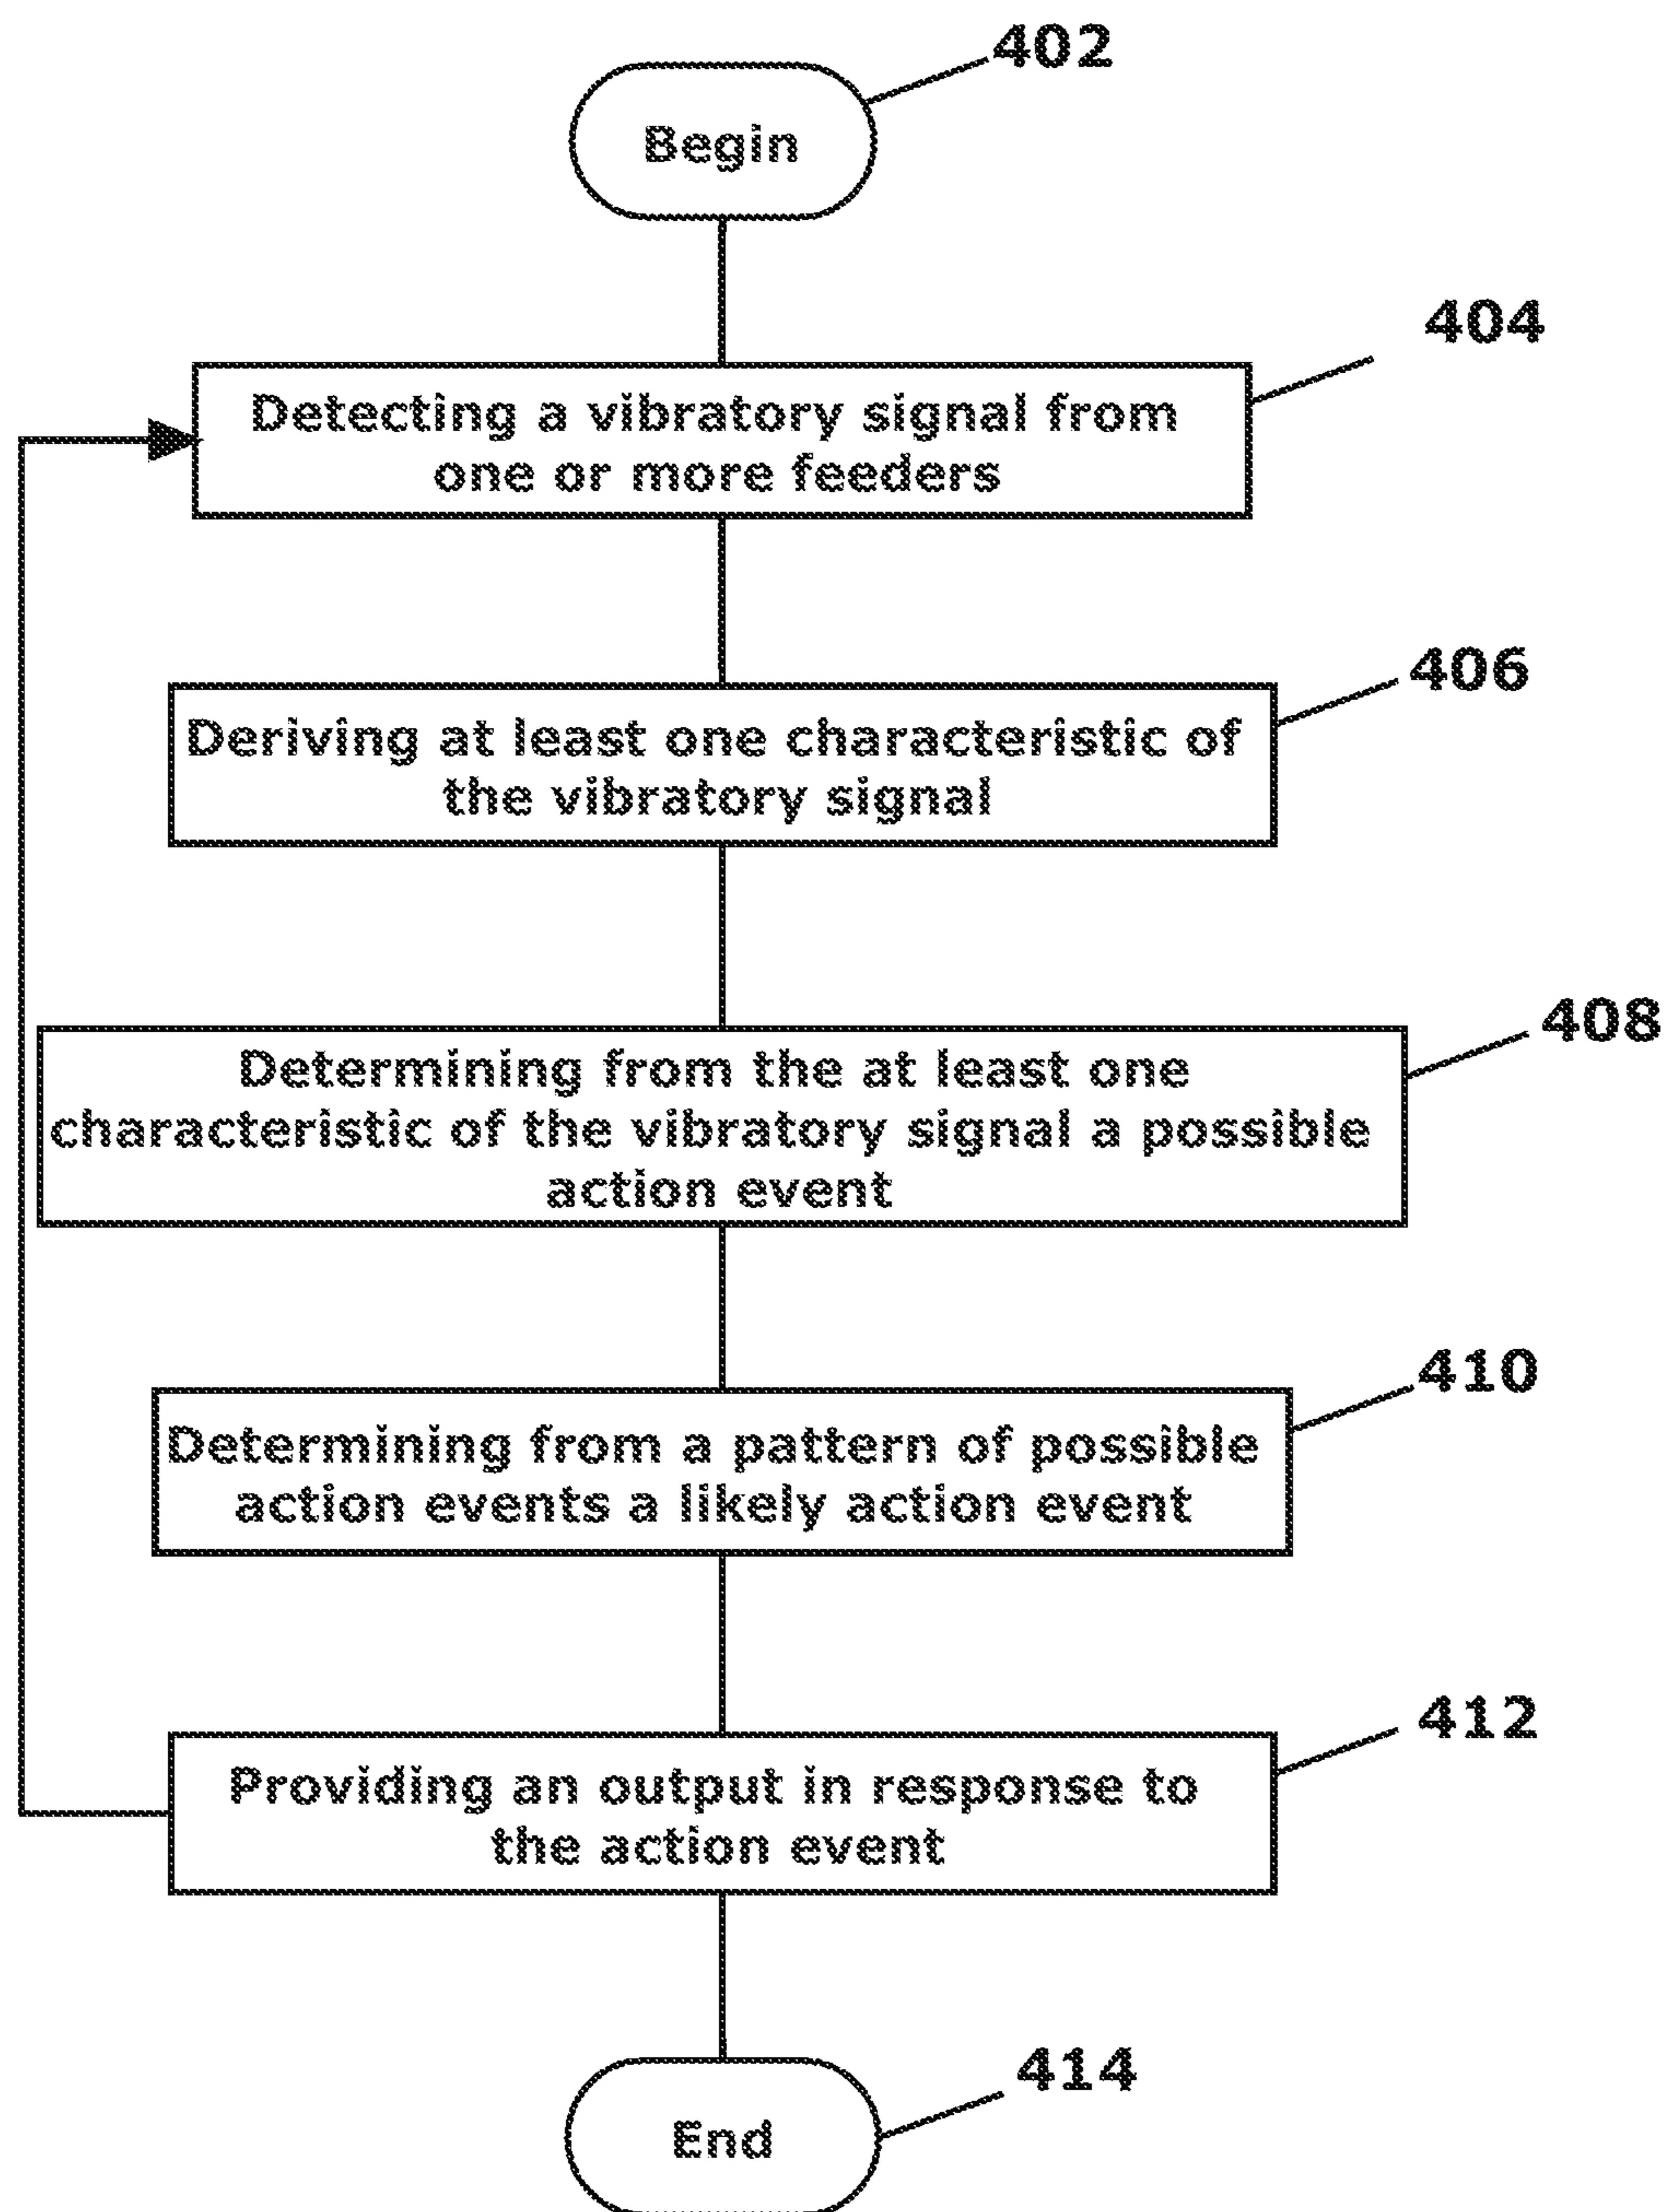 402
Begin
404
Detecting a vibratory signal from
one or more feeders
406
Deriving at least one characteristic of
the vibratory signal
408
Determining from the at least one
characteristic of the vibratory signal a possible
action event
410
Determining from a pattern of possible
action events a likely action event
412
Providing an output in response to
the action event
414
End